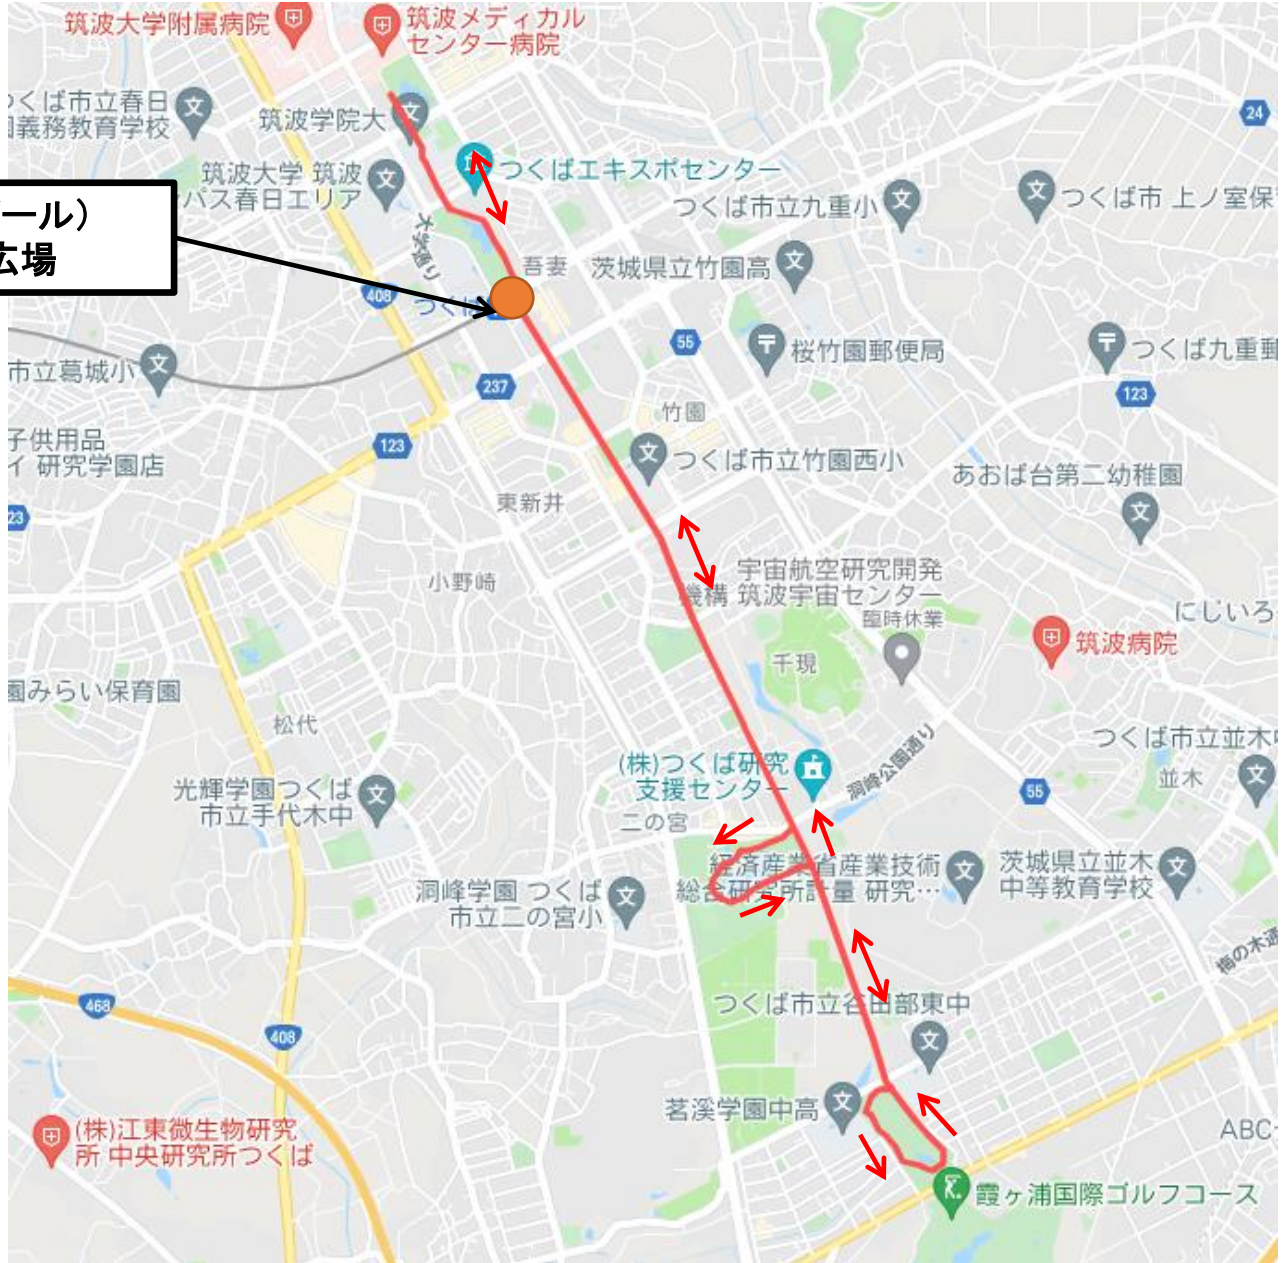 筑波大学附属病院
筑波メディカル
センター病院
くば市立春日
義務教育学校
筑波学院大
24
筑波大学 筑波
パス春日エリア
つくばエキスポセンター
つくば市立九重小
つくば市 上ノ室保
ール）
広場
大学通り
吾妻
茨城県立竹園高
408
つくば
55
桜竹園郵便局
つくば九重郵
市立葛城小
237
123
竹園
123
子供用品
イ 研究学園店
つくば市立竹園西小
あおば台第二幼稚園
東新井
23
小野崎
宇宙航空研究開発
機構 筑波宇宙センター
臨時休業
にじいろ
千現
筑波病院
園みらい保育園
松代
(株)つくば研究
支援センター
洞峰公園通り
つくば市立並木中
並木
光輝学園つくば
市立手代木中
55
二の宮
経済産業省産業技術
総合研究所計量 研究…
茨城県立並木
中等教育学校
洞峰学園 つくば
市立二の宮小
梅の木通
468
つくば市立谷田部東中
408
茗溪学園中高
(株)江東微生物研究
所 中央研究所つくば
ABC
霞ヶ浦国際ゴルフコース